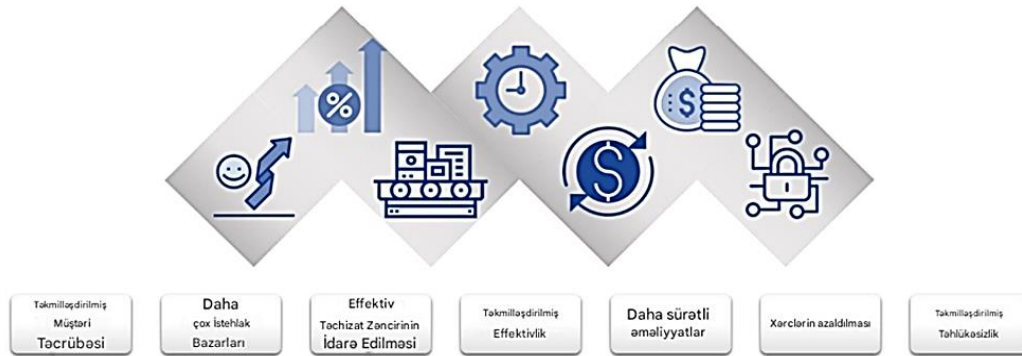 %
$
$
Təkmilləşdirilmiş
Müştəri
Təcrübəsi
Daha
çox İstehlak
Bazarları
Effektiv
Təchizat Zəncirinin
İdarə Edilməsi
Təkmilləşdirilmiş
Effektivlik
Daha sürətli
əməliyyatlar
Xərclərin azaldılması
Təkmilləşdirilmiş
Təhlükəsizlik